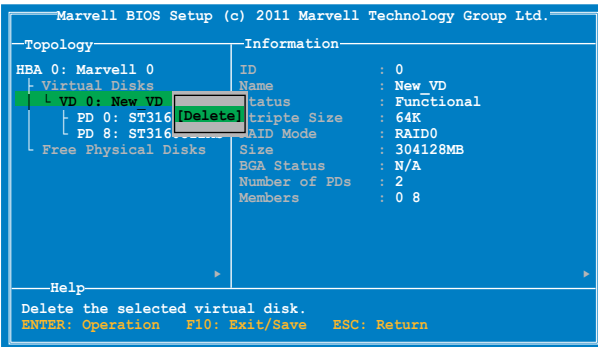 Marvell BIOS Setup (c) 2011 Marvell Technology Group Ltd.
Topology
HBA 0: Marvell 0
Virtual Disks
VD 0: New_VD
[Delete]
PD 0: ST316
PD 8: ST316
Free Physical Disks
Information
ID : 0
Name : New_VD
tatus : Functional
tripte Size : 64K
AID Mode : RAID0
Size : 304128MB
BGA Status : N/A
Number of PDs : 2
Members : 0 8
Help
Delete the selected virtual disk.
ENTER: Operation F10: Exit/Save ESC: Return